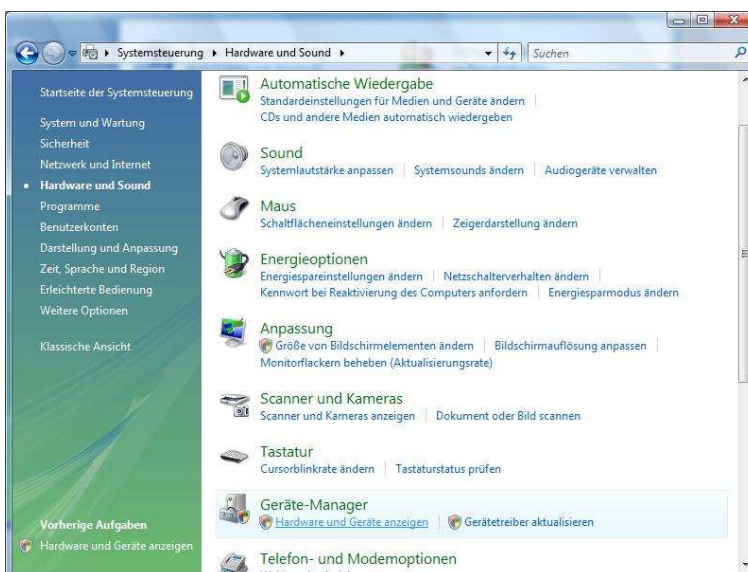 Systemsteuerung ▸ Hardware und Sound ▸
Suchen
Startseite der Systemsteuerung
System und Wartung
Sicherheit
Netzwerk und Internet
Hardware und Sound
Programme
Benutzerkonten
Darstellung und Anpassung
Zeit, Sprache und Region
Erleichterte Bedienung
Weitere Optionen
Klassische Ansicht
Vorherige Aufgaben
Hardware und Geräte anzeigen
Automatische Wiedergabe
Standardeinstellungen für Medien und Geräte ändern
CDs und andere Medien automatisch wiedergeben
Sound
Systemlautstärke anpassen | Systemsounds ändern | Audiogeräte verwalten
Maus
Schaltflächeneinstellungen ändern | Zeigerdarstellung ändern
Energieoptionen
Energiespareinstellungen ändern | Netzschalterverhalten ändern
Kennwort bei Reaktivierung des Computers anfordern | Energiesparmodus ändern
Anpassung
Größe von Bildschirmelementen ändern | Bildschirmauflösung anpassen
Monitorflackern beheben (Aktualisierungsrate)
Scanner und Kameras
Scanner und Kameras anzeigen | Dokument oder Bild scannen
Tastatur
Cursorblinkrate ändern | Tastaturstatus prüfen
Geräte-Manager
Hardware und Geräte anzeigen | Gerätetreiber aktualisieren
Telefon- und Modemoptionen